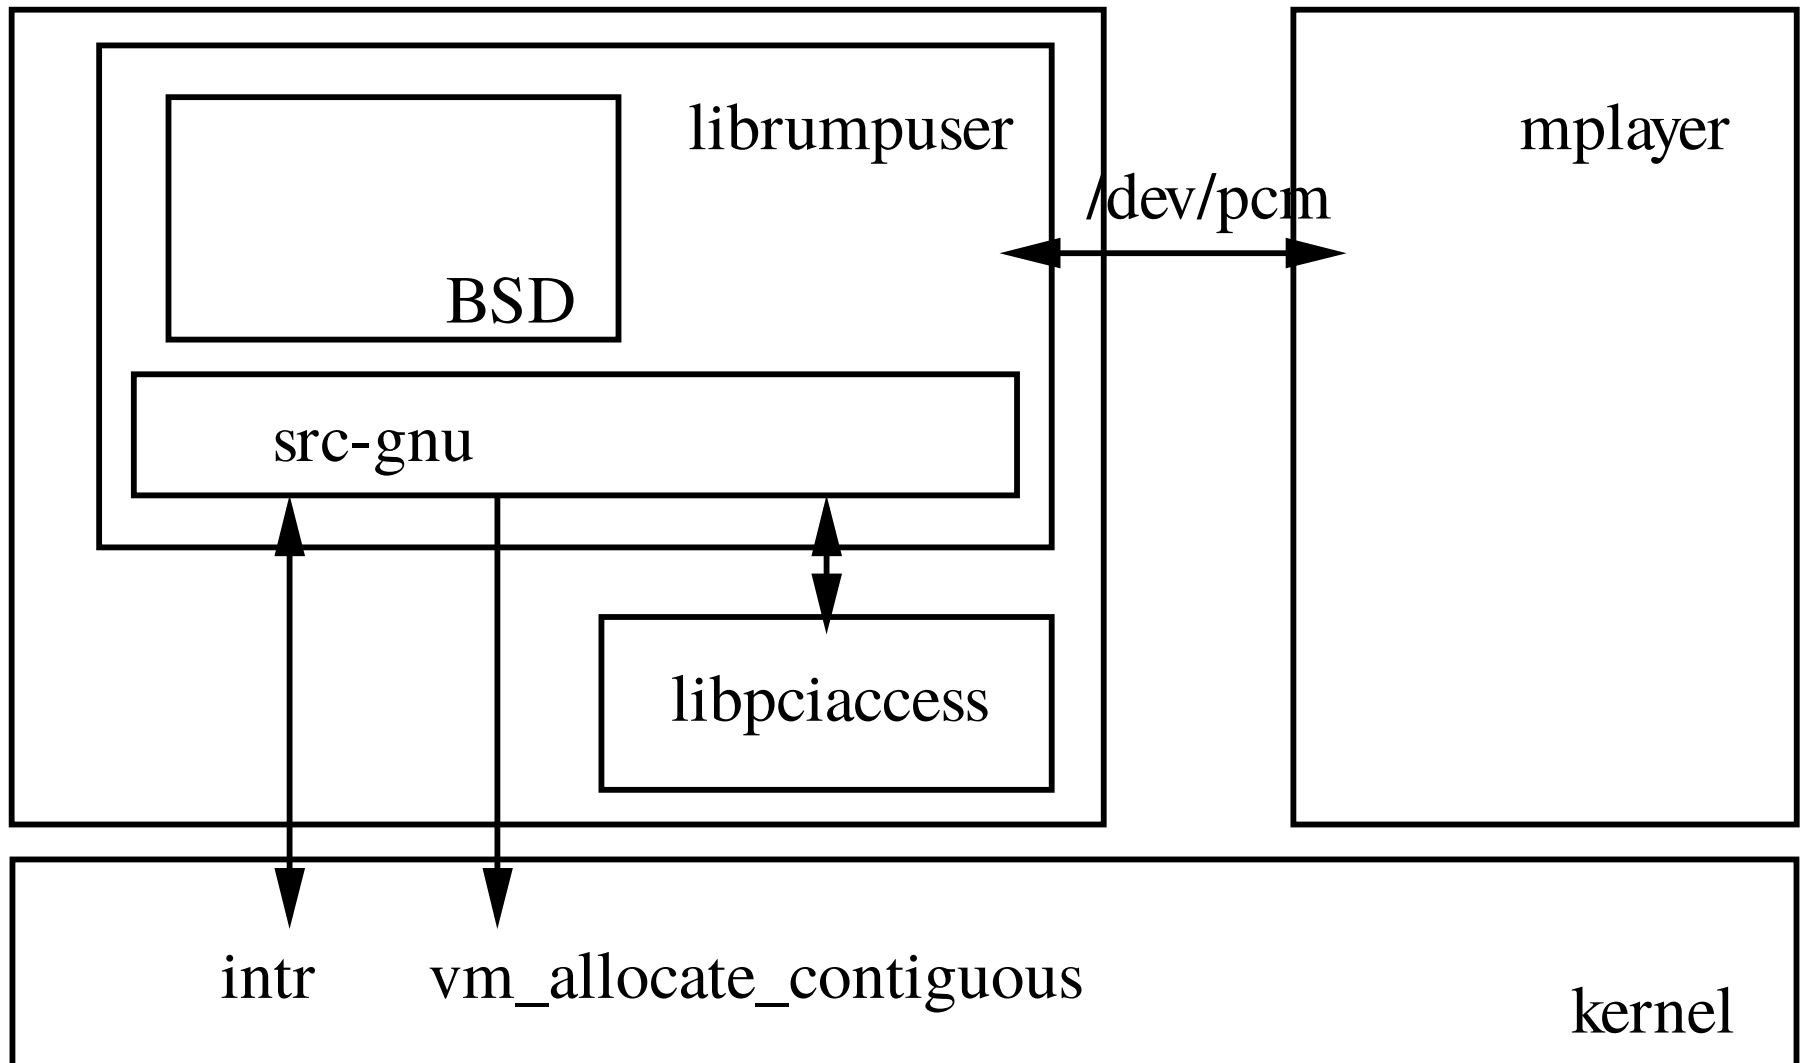 librumpuser
mplayer
/dev/pcm
BSD
src-gnu
libpciaccess
intr
vm_allocate_contiguous
kernel